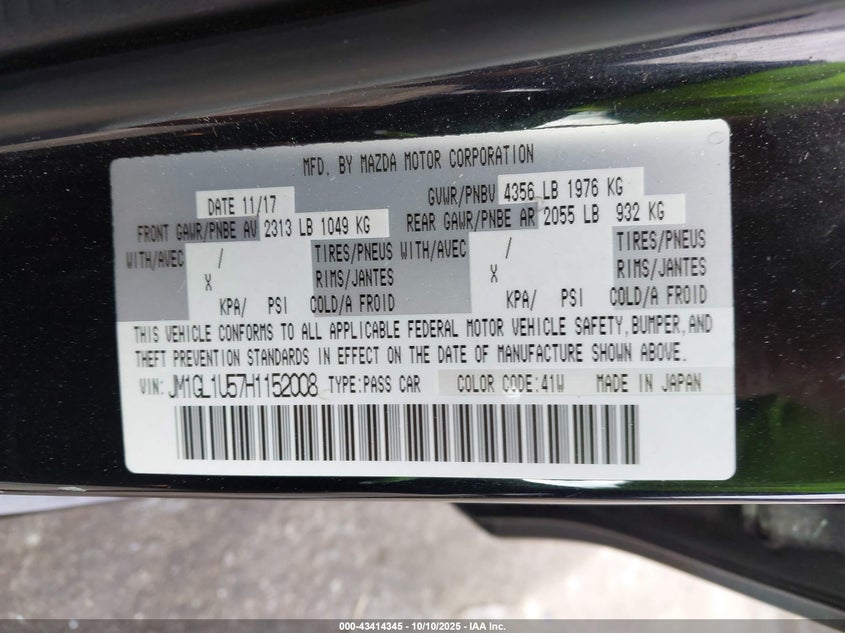 MFD. BY MAZDA MOTOR CORPORATION
DATE 11/17 GVWR/PNBV 4356 LB 1976 KG
FRONT GAWR/PNBE AV 2313 LB 1049 KG REAR GAWR/PNBE AR 2055 LB 932 KG
WITH/AVEC / TIRES/PNEUS WITH/AVEC / TIRES/PNEUS
X RIMS/JANTES X RIMS/JANTES
KPA/ PSI COLD/A FROID KPA/ PSI COLD/A FROID
THIS VEHICLE CONFORMS TO ALL APPLICABLE FEDERAL MOTOR VEHICLE SAFETY, BUMPER, AND
THEFT PREVENTION STANDARDS IN EFFECT ON THE DATE OF MANUFACTURE SHOWN ABOVE.
VIN: JM1GL1U57H1152008 TYPE:PASS CAR COLOR CODE:41W MADE IN JAPAN
000-43414345 - 10/10/2025 - IAA Inc.